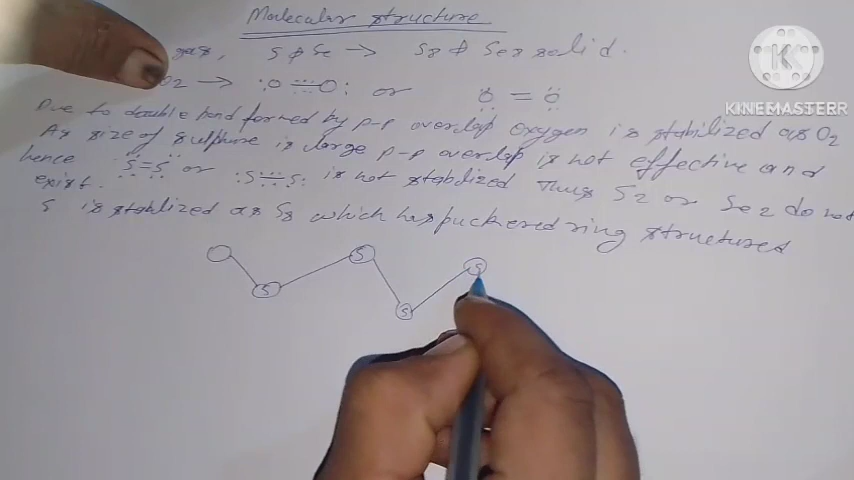 Molecular structure
gas, S & Se → S8 & Se8 solid.
O2 → :O ⩸ O: or Ö = Ö
Due to double bond formed by p-p overlap oxygen is stabilized as O2
As size of sulphure is large p-p overlap is not effective and
hence S=S or :S ⩸ S: is not stabilized Thus S2 or Se2 do not
exist.
S is stablized as S8 which has puckered ring structures
S S S S
KINEMASTER